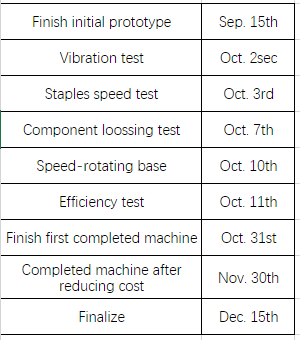 Finish initial prototype Sep. 15th
Vibration test Oct. 2sec
Staples speed test Oct. 3rd
Component loossing test Oct. 7th
Speed-rotating base Oct. 10th
Efficiency test Oct. 11th
Finish first completed machine Oct. 31st
Completed machine after
reducing cost Nov. 30th
Finalize Dec. 15th